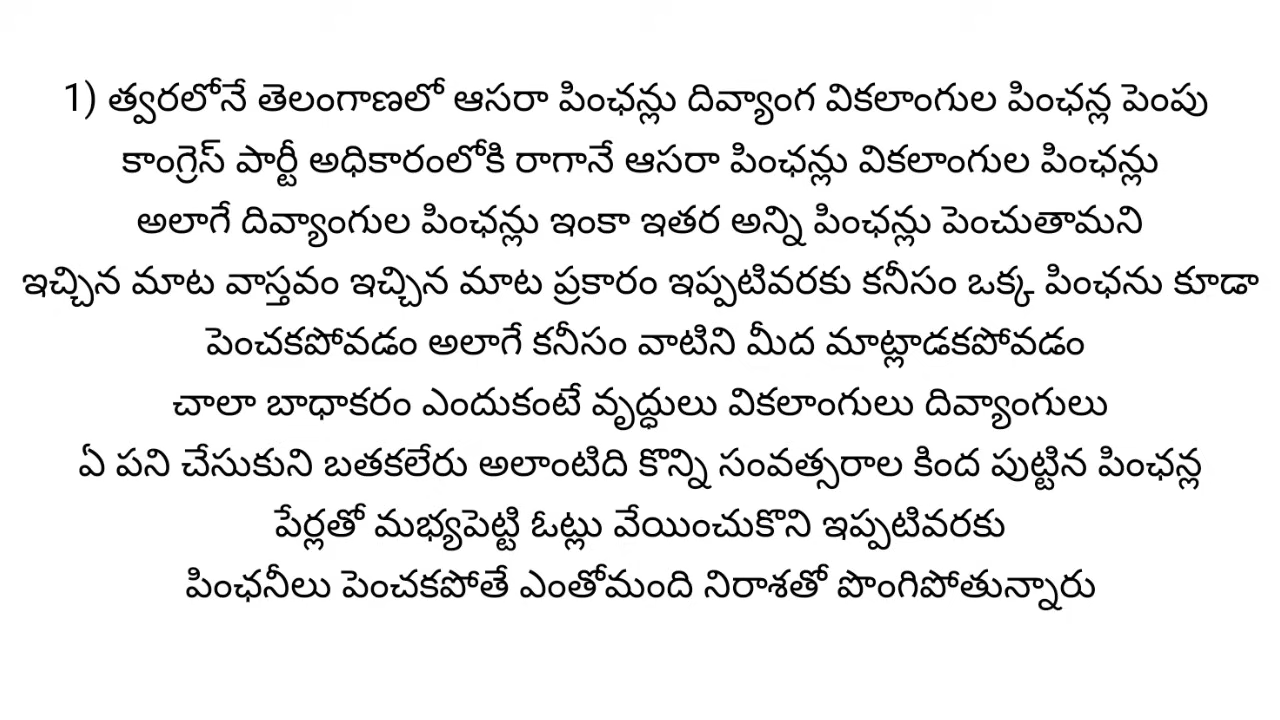 1) త్వరలోనే తెలంగాణలో ఆసరా పింఛన్లు దివ్యాంగ వికలాంగుల పింఛన్ల పెంపు
కాంగ్రెస్ పార్టీ అధికారంలోకి రాగానే ఆసరా పింఛన్లు వికలాంగుల పింఛన్లు
అలాగే దివ్యాంగుల పింఛన్లు ఇంకా ఇతర అన్ని పింఛన్లు పెంచుతామని
ఇచ్చిన మాట వాస్తవం ఇచ్చిన మాట ప్రకారం ఇప్పటివరకు కనీసం ఒక్క పింఛను కూడా
పెంచకపోవడం అలాగే కనీసం వాటిని మీద మాట్లాడకపోవడం
చాలా బాధాకరం ఎందుకంటే వృద్ధులు వికలాంగులు దివ్యాంగులు
ఏ పని చేసుకుని బతకలేరు అలాంటిది కొన్ని సంవత్సరాల కింద పుట్టిన పింఛన్ల
పేర్లతో మభ్యపెట్టి ఓట్లు వేయించుకొని ఇప్పటివరకు
పింఛనీలు పెంచకపోతే ఎంతోమంది నిరాశతో పొంగిపోతున్నారు